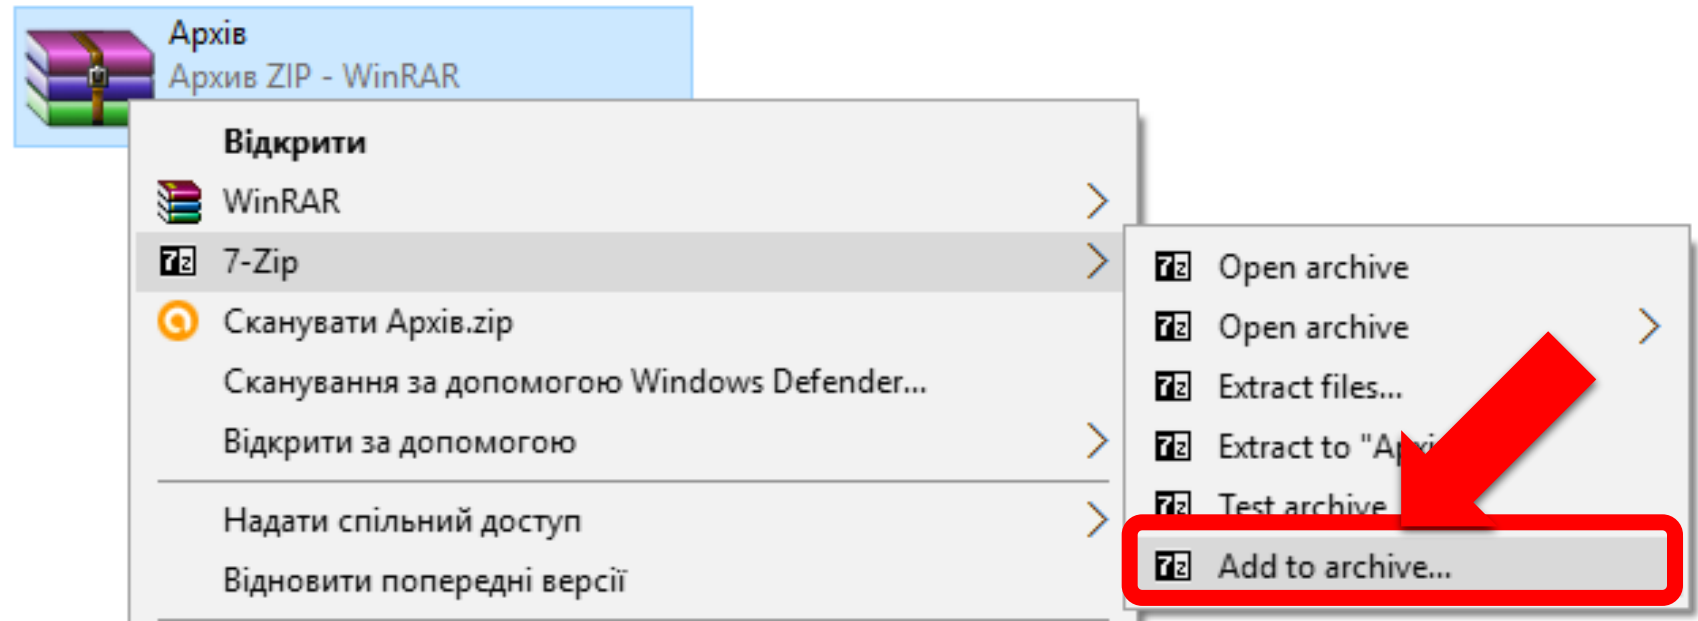 Архів
Архив ZIP - WinRAR
Відкрити
WinRAR
7-Zip
Сканувати Архів.zip
Сканування за допомогою Windows Defender...
Відкрити за допомогою
Надати спільний доступ
Відновити попередні версії
Open archive
Open archive
Extract files...
Extract to
Test archive
Add to archive...